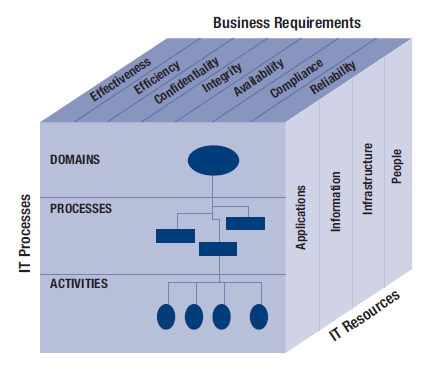 Business Requirements
Effectiveness
Efficiency
Confidentiality
Integrity
Availability
Compliance
Reliability
IT Processes
DOMAINS
PROCESSES
ACTIVITIES
Applications
Information
Infrastructure
People
IT Resources